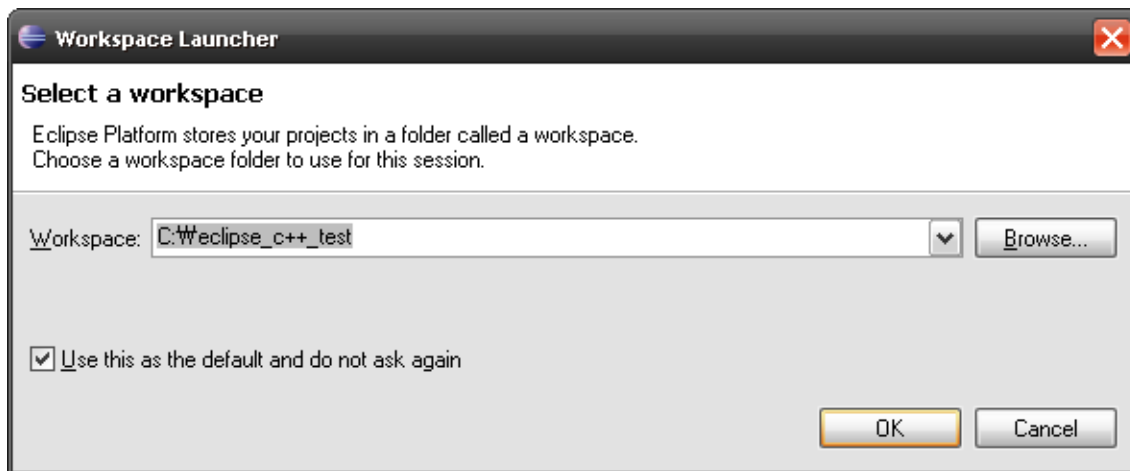 Workspace Launcher
Select a workspace
Eclipse Platform stores your projects in a folder called a workspace.
Choose a workspace folder to use for this session.
Workspace: C:₩eclipse_c++_test Browse...
Use this as the default and do not ask again
OK Cancel